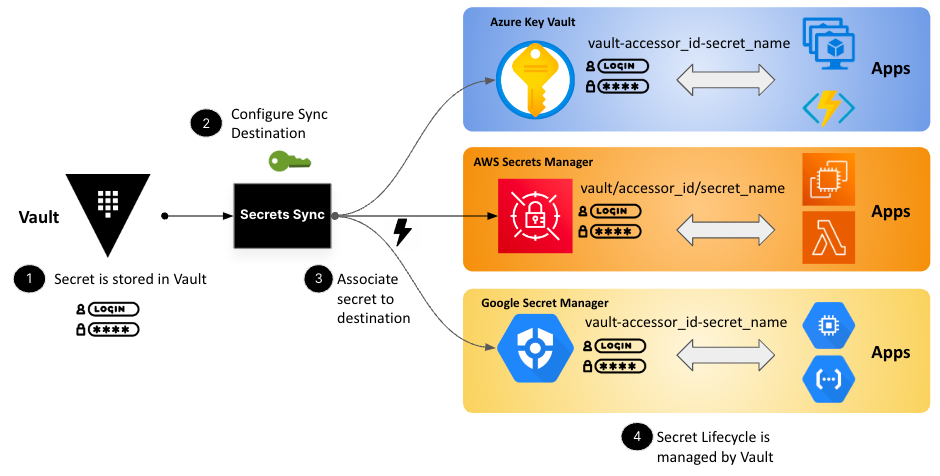 Vault
1
Secret is stored in Vault
LOGIN
****
2
Configure Sync
Destination
Secrets Sync
3
Associate
secret to
destination
Azure Key Vault
vault-accessor_id-secret_name
LOGIN
****
Apps
AWS Secrets Manager
vault/accessor_id/secret_name
LOGIN
****
Apps
Google Secret Manager
vault-accessor_id-secret_name
LOGIN
****
Apps
4
Secret Lifecycle is
managed by Vault